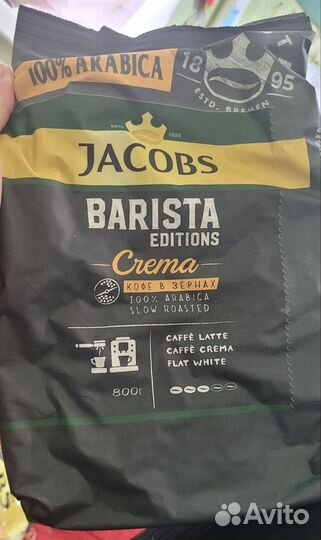 100% ARABICA
18 95
ESTD. BREMEN
JACOBS
BARISTA
EDITIONS
Crema
КОФЕ В ЗЁРНАХ
100% ARABICA
SLOW ROASTED
CAFFÈ LATTE
CAFFÈ CREMA
FLAT WHITE
800г
Avito